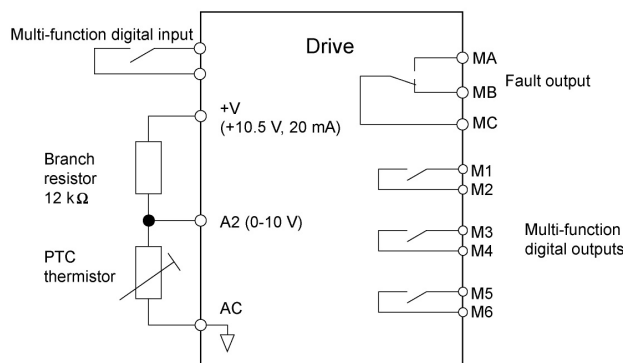 Multi-function digital input
Drive
MA
MB
Fault output
MC
+V
(+10.5 V, 20 mA)
Branch
resistor
12 kΩ
M1
M2
A2 (0-10 V)
M3
M4
Multi-function
digital outputs
PTC
thermistor
AC
M5
M6